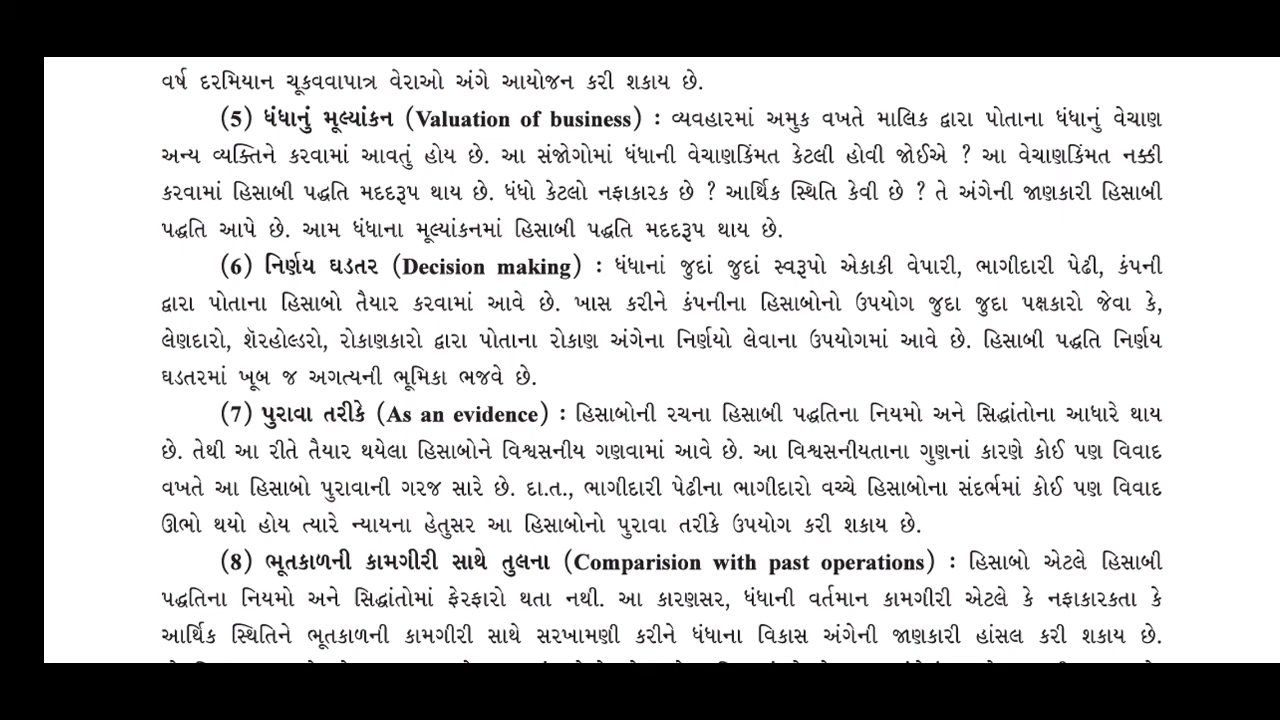 વર્ષ દરમિયાન ચૂકવવાપાત્ર વેરાઓ અંગે આયોજન કરી શકાય છે.
(5) ધંધાનું મૂલ્યાંકન (Valuation of business) : વ્યવહારમાં અમુક વખતે માલિક દ્વારા પોતાના ધંધાનું વેચાણ
અન્ય વ્યક્તિને કરવામાં આવતું હોય છે. આ સંજોગોમાં ધંધાની વેચાણકિંમત કેટલી હોવી જોઈએ ? આ વેચાણકિંમત નક્કી
કરવામાં હિસાબી પદ્ધતિ મદદરૂપ થાય છે. ધંધો કેટલો નફાકારક છે ? આર્થિક સ્થિતિ કેવી છે ? તે અંગેની જાણકારી હિસાબી
પદ્ધતિ આપે છે. આમ ધંધાના મૂલ્યાંકનમાં હિસાબી પદ્ધતિ મદદરૂપ થાય છે.
(6) નિર્ણય ઘડતર (Decision making) : ધંધાનાં જુદાં જુદાં સ્વરૂપો એકાકી વેપારી, ભાગીદારી પેઢી, કંપની
દ્વારા પોતાના હિસાબો તૈયાર કરવામાં આવે છે. ખાસ કરીને કંપનીના હિસાબોનો ઉપયોગ જુદા જુદા પક્ષકારો જેવા કે,
લેણદારો, શૅરહોલ્ડરો, રોકાણકારો દ્વારા પોતાના રોકાણ અંગેના નિર્ણયો લેવાના ઉપયોગમાં આવે છે. હિસાબી પદ્ધતિ નિર્ણય
ઘડતરમાં ખૂબ જ અગત્યની ભૂમિકા ભજવે છે.
(7) પુરાવા તરીકે (As an evidence) : હિસાબોની રચના હિસાબી પદ્ધતિના નિયમો અને સિદ્ધાંતોના આધારે થાય
છે. તેથી આ રીતે તૈયાર થયેલા હિસાબોને વિશ્વસનીય ગણવામાં આવે છે. આ વિશ્વસનીયતાના ગુણનાં કારણે કોઈ પણ વિવાદ
વખતે આ હિસાબો પુરાવાની ગરજ સારે છે. દા.ત., ભાગીદારી પેઢીના ભાગીદારો વચ્ચે હિસાબોના સંદર્ભમાં કોઈ પણ વિવાદ
ઊભો થયો હોય ત્યારે ન્યાયના હેતુસર આ હિસાબોનો પુરાવા તરીકે ઉપયોગ કરી શકાય છે.
(8) ભૂતકાળની કામગીરી સાથે તુલના (Comparision with past operations) : હિસાબો એટલે હિસાબી
પદ્ધતિના નિયમો અને સિદ્ધાંતોમાં ફેરફારો થતા નથી. આ કારણસર, ધંધાની વર્તમાન કામગીરી એટલે કે નફાકારકતા કે
આર્થિક સ્થિતિને ભૂતકાળની કામગીરી સાથે સરખામણી કરીને ધંધાના વિકાસ અંગેની જાણકારી હાંસલ કરી શકાય છે.